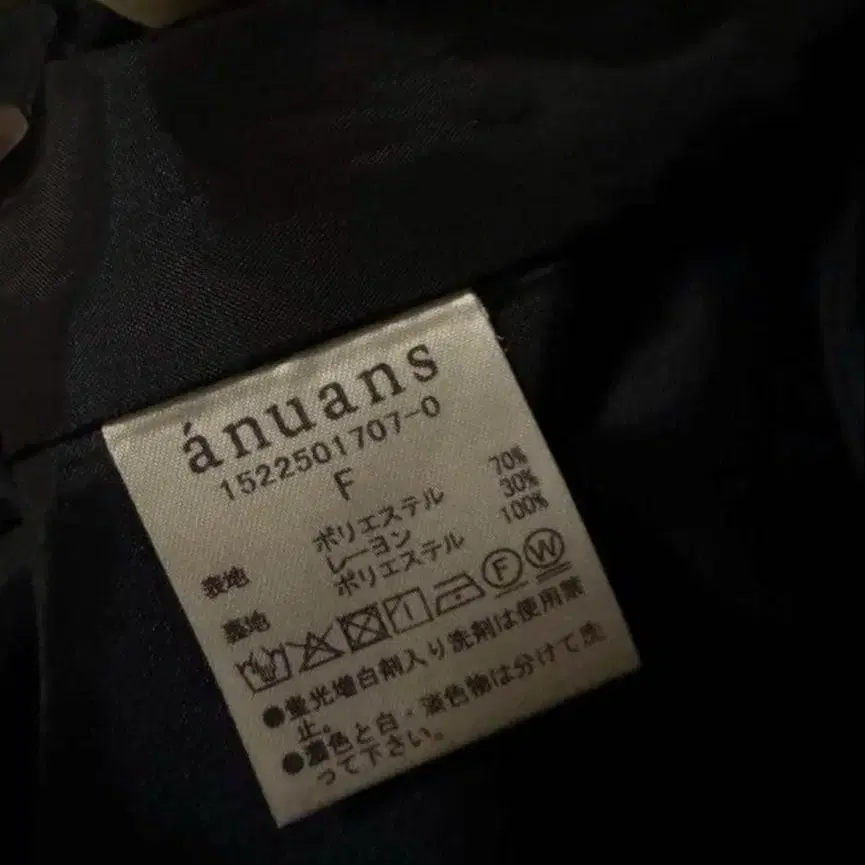 ánuans
1522501707-0
F
表地 ポリエステル 70%
レーヨン 30%
裏地 ポリエステル 100%
F W
●蛍光増白剤入り洗剤は使用禁
止。
●濃色と白・淡色物は分けて洗
って下さい。